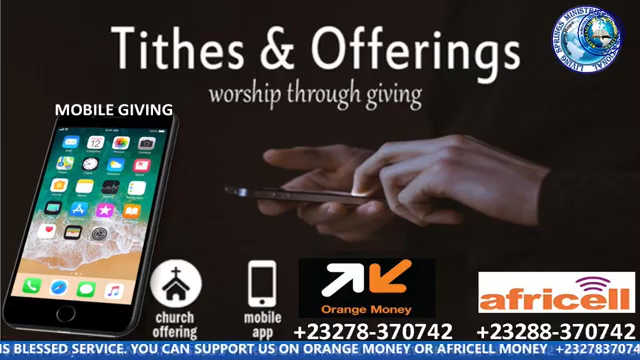 Tithes & Offerings
worship through giving
MOBILE GIVING
church
offering
mobile
app
Orange Money
africell
+23278-370742
+23288-370742
IS BLESSED SERVICE. YOU CAN SUPPORT US ON ORANGE MONEY OR AFRICELL MONEY +2327837074